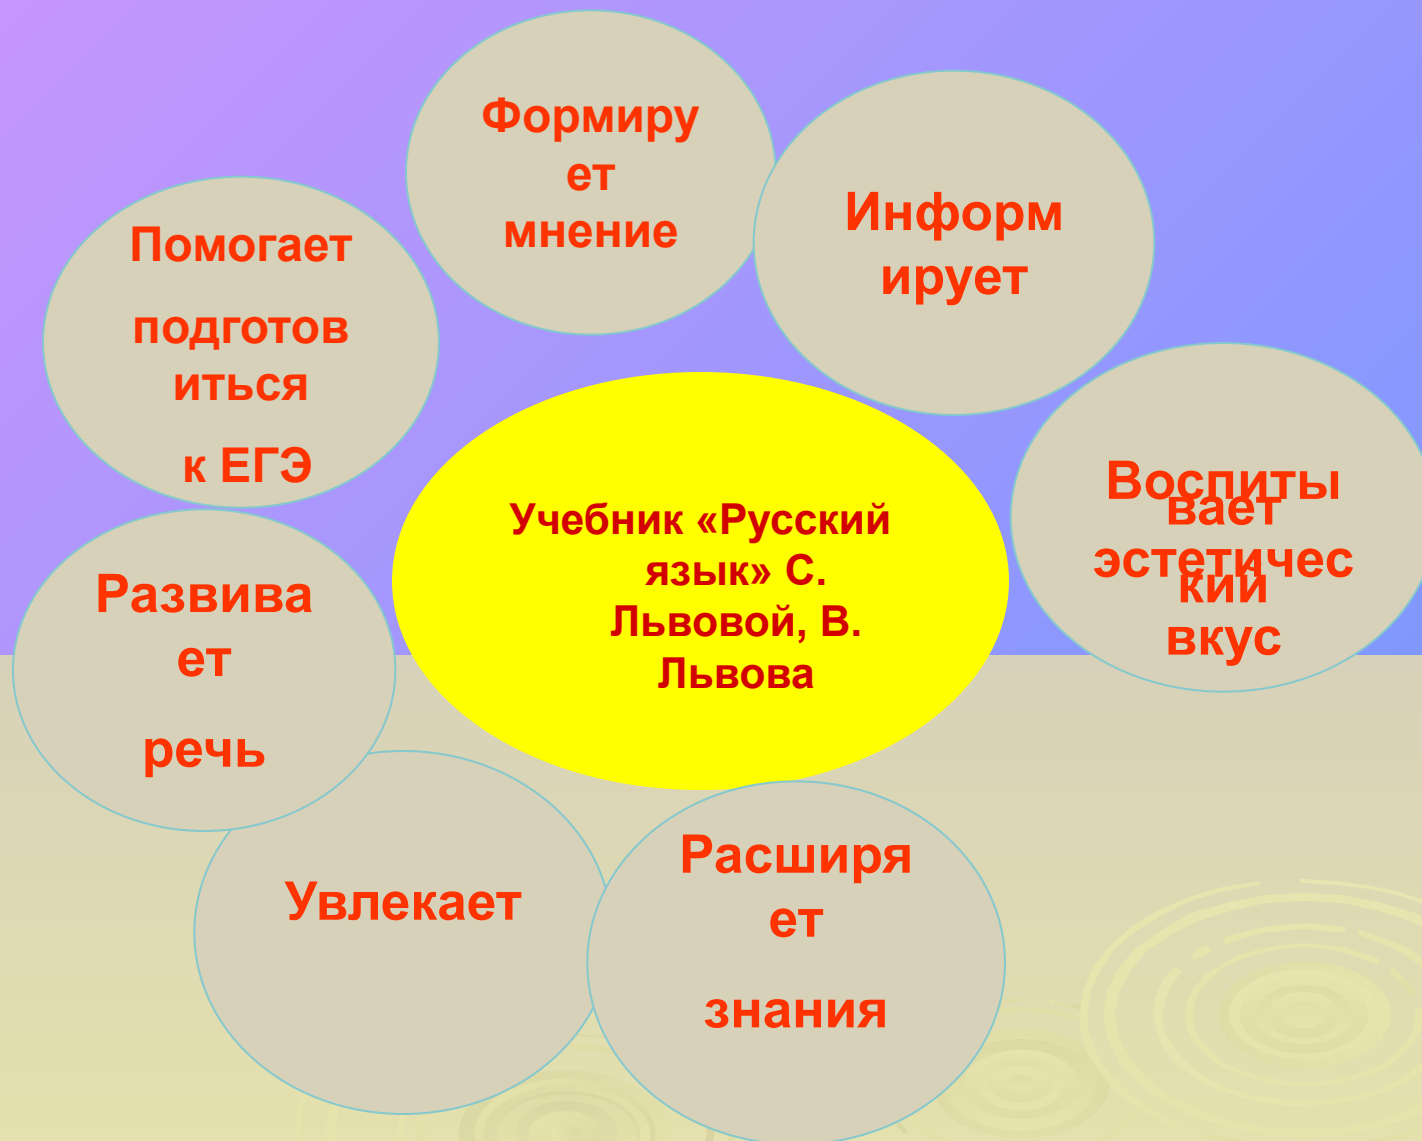 Формиру
ет
мнение
Информ
ирует
Помогает
подготов
иться
к ЕГЭ
Воспиты
вает
эстетичес
кий
вкус
Учебник «Русский
язык» С.
Львовой, В.
Львова
Развива
ет
речь
Увлекает
Расширя
ет
знания